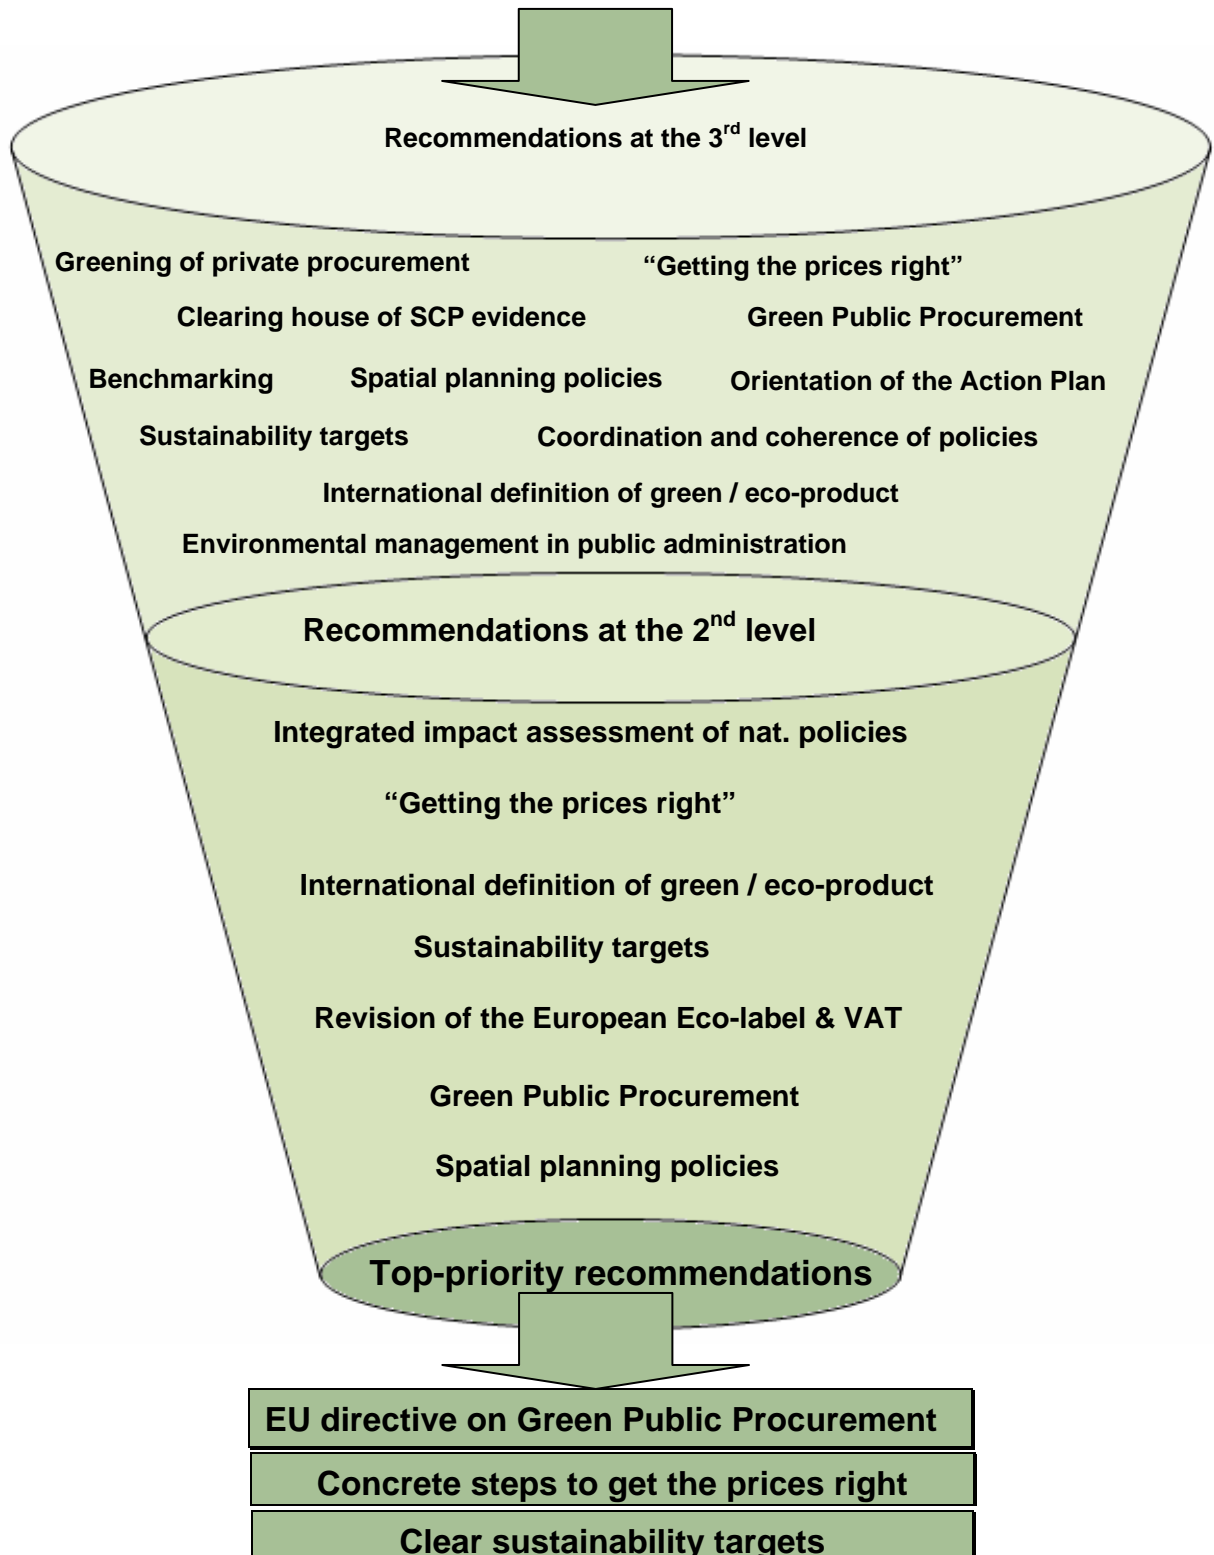 Recommendations at the 3rd level
Greening of private procurement
“Getting the prices right”
Clearing house of SCP evidence
Green Public Procurement
Benchmarking
Spatial planning policies
Orientation of the Action Plan
Sustainability targets
Coordination and coherence of policies
International definition of green / eco-product
Environmental management in public administration
Recommendations at the 2nd level
Integrated impact assessment of nat. policies
“Getting the prices right”
International definition of green / eco-product
Sustainability targets
Revision of the European Eco-label & VAT
Green Public Procurement
Spatial planning policies
Top-priority recommendations
EU directive on Green Public Procurement
Concrete steps to get the prices right
Clear sustainability targets